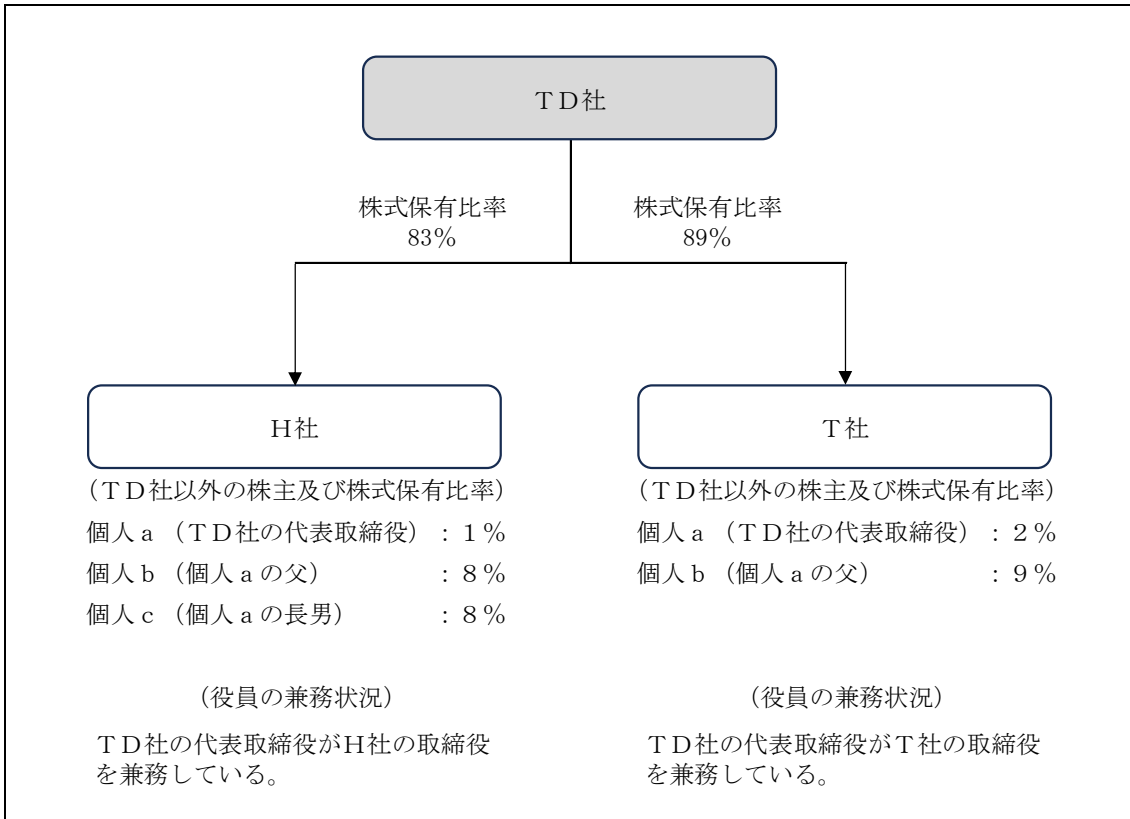 ＴＤ社
株式保有比率
83％
株式保有比率
89％
Ｈ社
（ＴＤ社以外の株主及び株式保有比率）
個人ａ（ＴＤ社の代表取締役）：１％
個人ｂ（個人ａの父）：８％
個人ｃ（個人ａの長男）：８％
（役員の兼務状況）
ＴＤ社の代表取締役がＨ社の取締役
を兼務している。
Ｔ社
（ＴＤ社以外の株主及び株式保有比率）
個人ａ（ＴＤ社の代表取締役）：２％
個人ｂ（個人ａの父）：９％
（役員の兼務状況）
ＴＤ社の代表取締役がＴ社の取締役
を兼務している。